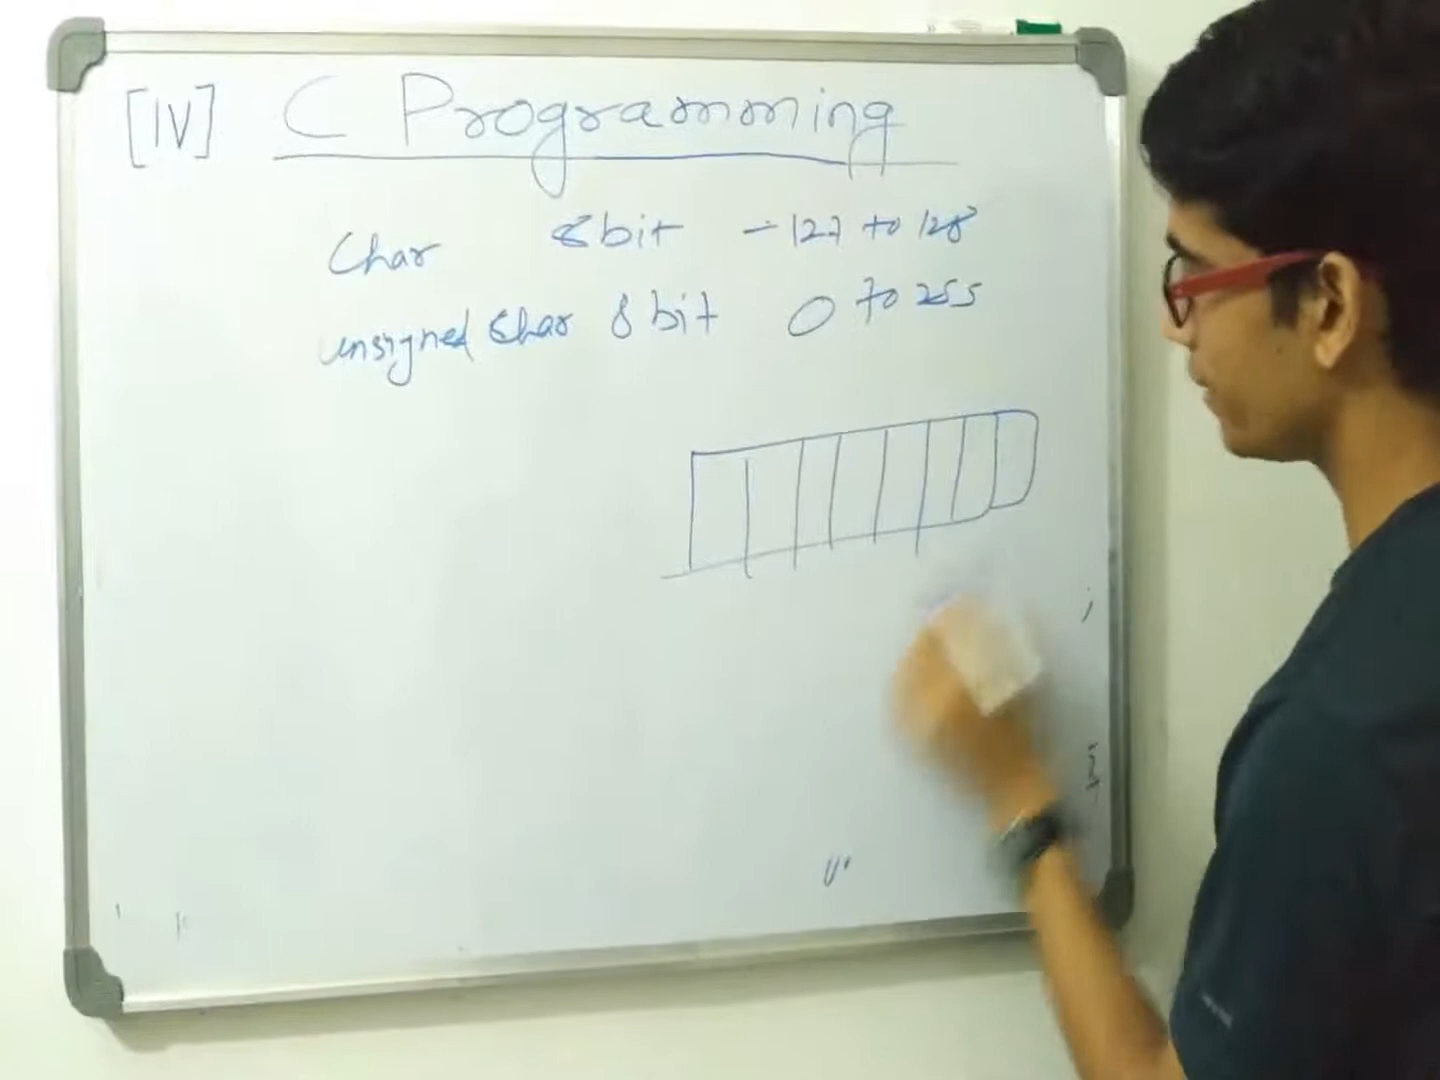 [IV] C Programming
Char 8bit -127 to 128
unsigned char 8 bit 0 to 255